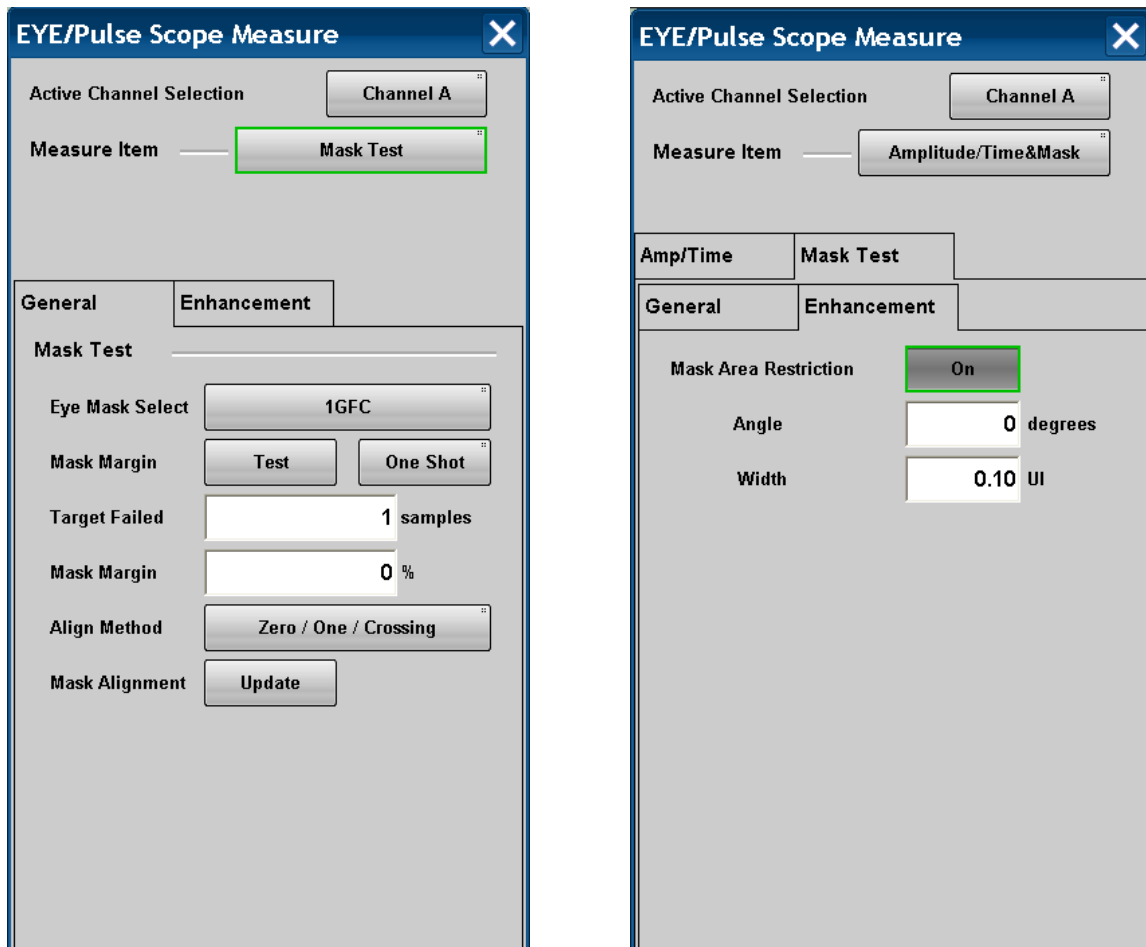 EYE/Pulse Scope Measure
Active Channel Selection Channel A
Measure Item Mask Test
General Enhancement
Mask Test
Eye Mask Select 1GFC
Mask Margin Test One Shot
Target Failed 1 samples
Mask Margin 0 %
Align Method Zero / One / Crossing
Mask Alignment Update
EYE/Pulse Scope Measure
Active Channel Selection Channel A
Measure Item Amplitude/Time&Mask
Amp/Time Mask Test
General Enhancement
Mask Area Restriction On
Angle 0 degrees
Width 0.10 UI